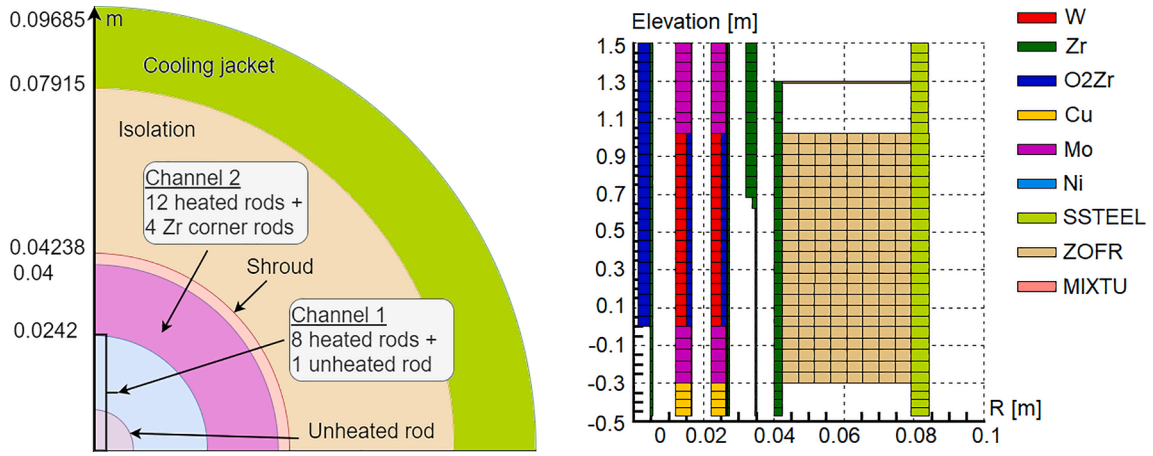 0.09685
m
0.07915
Cooling jacket
Isolation
Channel 2
12 heated rods +
4 Zr corner rods
0.04238
0.04
Shroud
0.0242
Channel 1
8 heated rods +
1 unheated rod
Unheated rod
Elevation [m]
1.5
1.3
1.1
0.9
0.7
0.5
0.3
0.1
-0.1
-0.3
-0.5
0
0.02
0.04
0.06
0.08
0.1
R [m]
W
Zr
O2Zr
Cu
Mo
Ni
SSTEEL
ZOFR
MIXTU